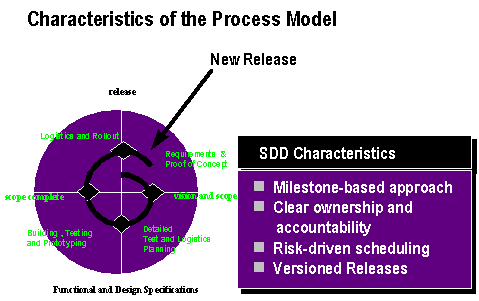 Characteristics of the Process Model
New Release
release
Logistics and Rollout
Requirements &
Proof of Concept
scope complete
vision and scope
Building, Testing
and Prototyping
Detailed
Test and Logistics
Planning
Functional and Design Specifications
SDD Characteristics
Milestone-based approach
Clear ownership and
accountability
Risk-driven scheduling
Versioned Releases